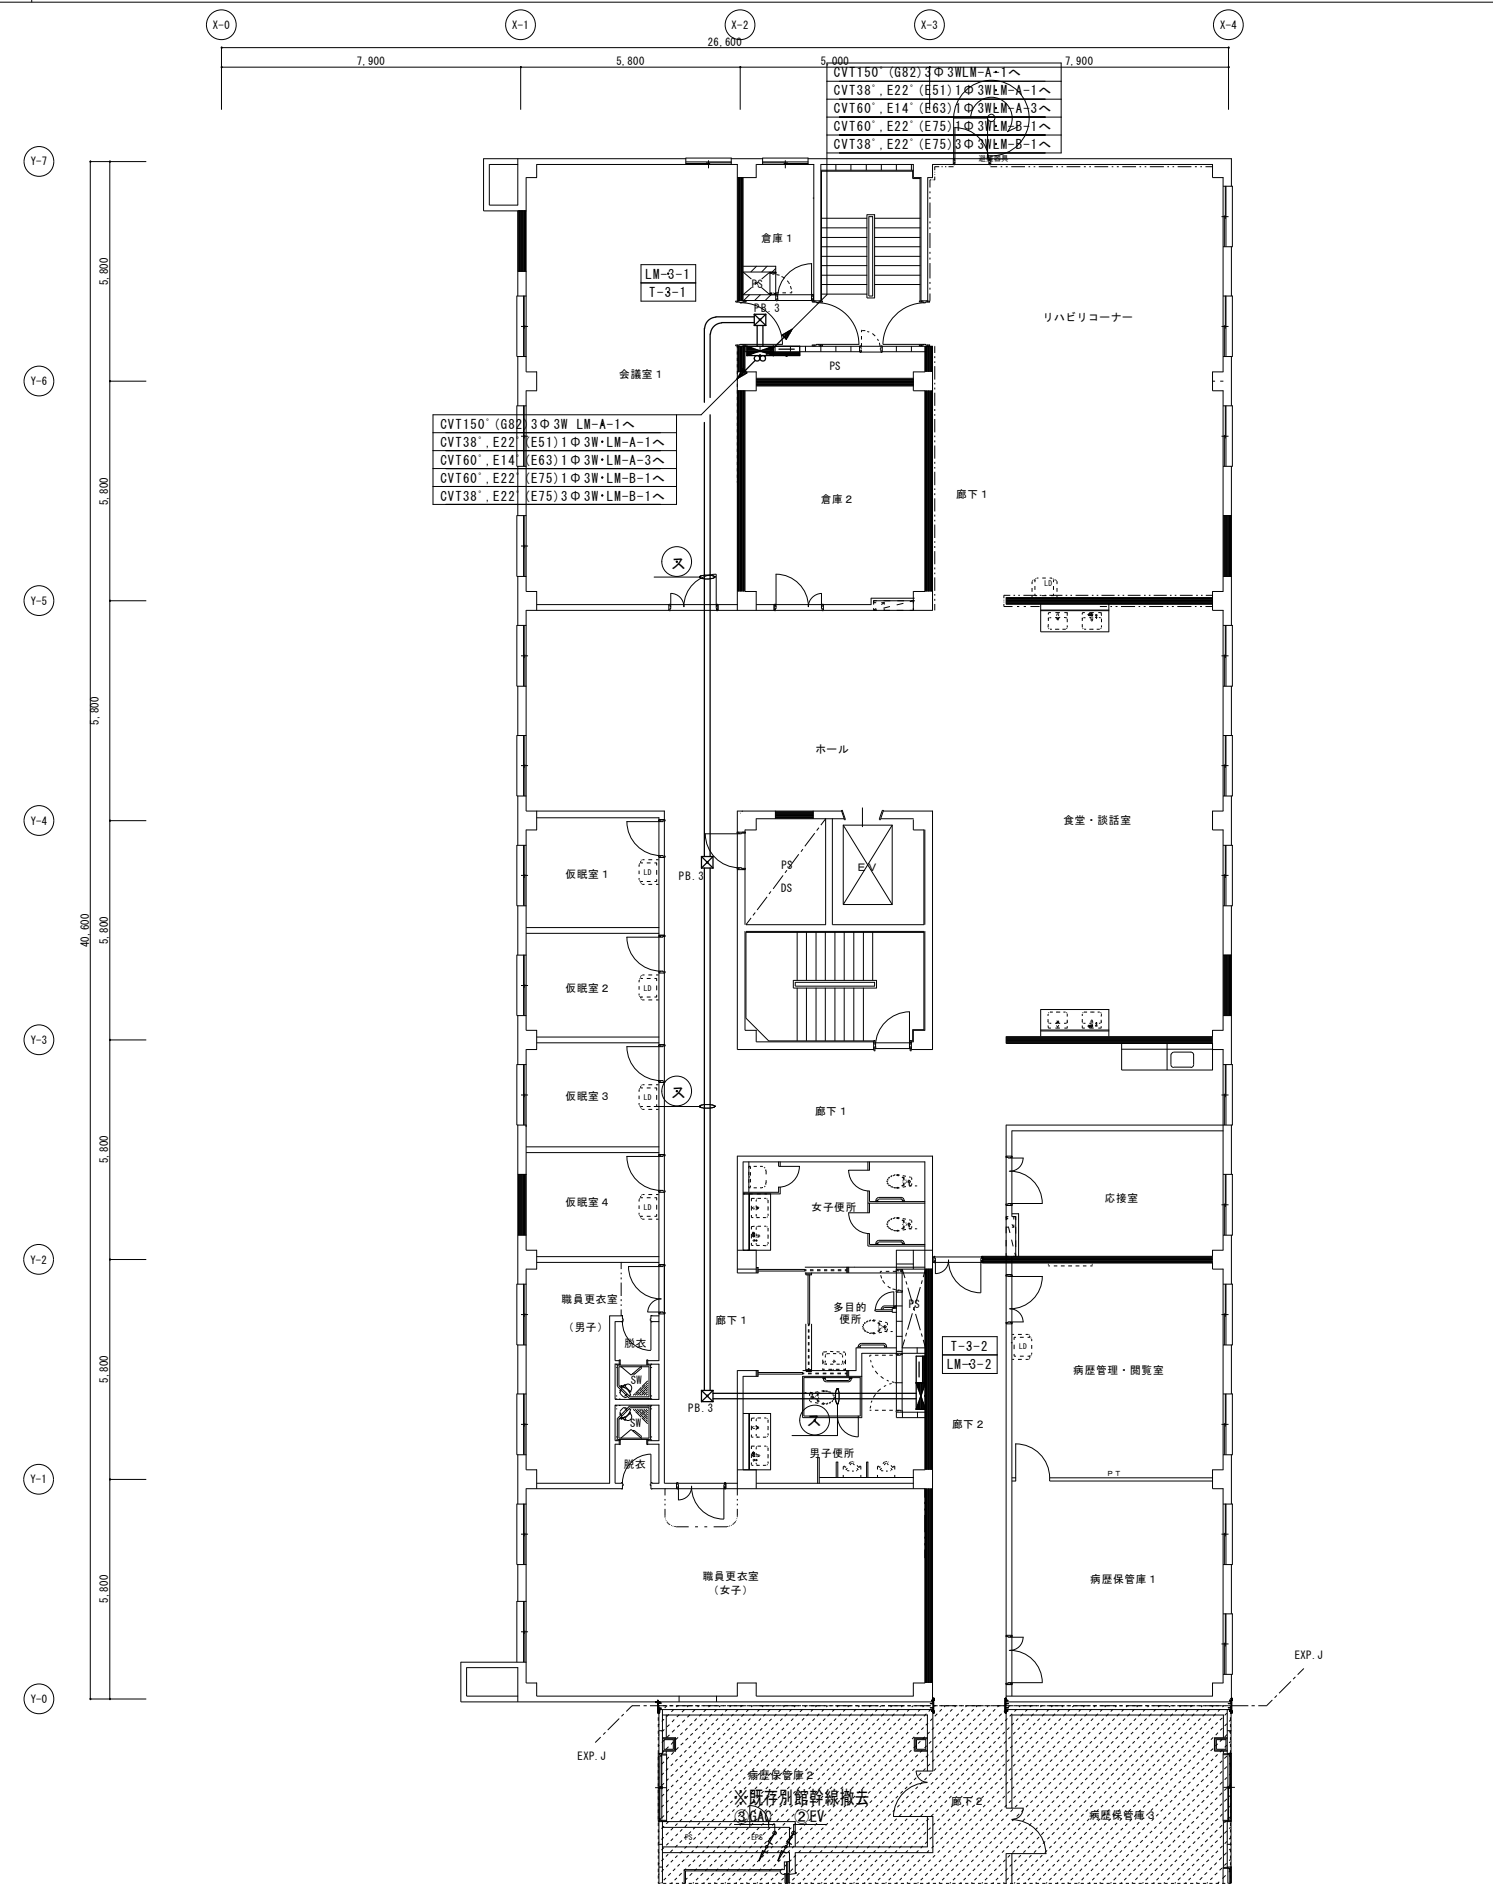 X-0
X-1
X-2
X-3
X-4
26,600
7,900
5,800
5,000
7,900
CVT150°(G82)3Φ3WLM-A-1へ
CVT38°,E22°(E51)1Φ3WLM-A-1へ
CVT60°,E14°(E63)1Φ3WLM-A-3へ
CVT60°,E22°(E75)1Φ3WLM-B-1へ
CVT38°,E22°(E75)3Φ3WLM-B-1へ
Y-7
倉庫1
5,800
LM-3-1
T-3-1
PS
PB.3
リハビリコーナー
Y-6
会議室1
PS
CVT150°(G82)3Φ3W LM-A-1へ
CVT38°,E22°(E51)1Φ3W・LM-A-1へ
CVT60°,E14°(E63)1Φ3W・LM-A-3へ
CVT60°,E22°(E75)1Φ3W・LM-B-1へ
CVT38°,E22°(E75)3Φ3W・LM-B-1へ
5,800
倉庫2
廊下1
ヌ
LD
Y-5
5,800
ホール
Y-4
食堂・談話室
仮眠室1
LD
PB.3
PS
DS
EV
40,600
5,800
仮眠室2
LD
Y-3
仮眠室3
LD
ヌ
廊下1
5,800
仮眠室4
LD
女子便所
応接室
Y-2
職員更衣室
(男子)
脱衣
廊下1
多目的
便所
PS
T-3-2
LM-3-2
LD
病歴管理・閲覧室
5,800
SW
PB.3
SW
ヌ
廊下2
男子便所
脱衣
Y-1
PT
職員更衣室
(女子)
病歴保管庫1
5,800
EXP.J
Y-0
EXP.J
病歴保管庫2
※既存別館幹線撤去
③GAC ②EV
廊下2
病歴保管庫3
PS
EPS